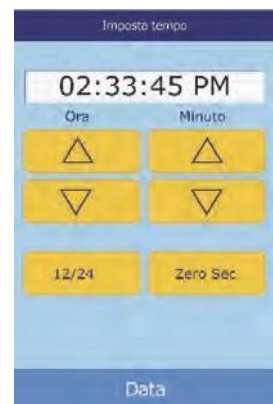 Imposta tempo
02:33:45 PM
Ora Minuto
12/24 Zero Sec
Data